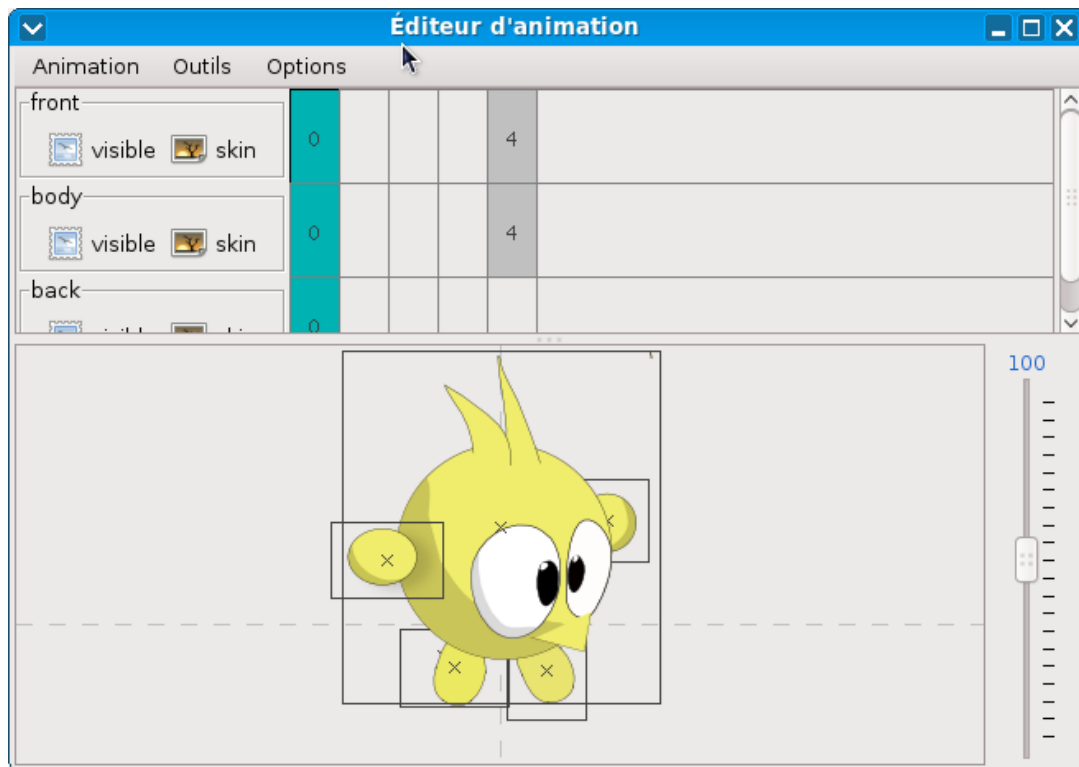 Éditeur d'animation
Animation Outils Options
front
visible skin 0 4
body
visible skin 0 4
back
0
100